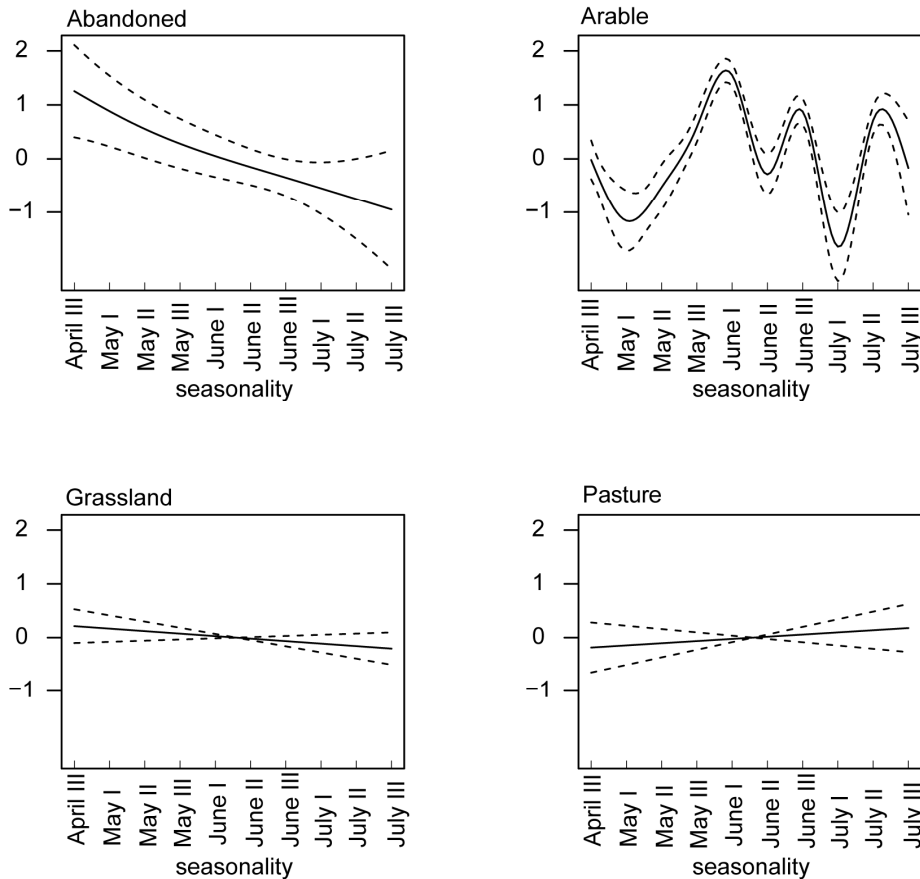 Abandoned
2
1
0
−1
April III
May I
May II
May III
June I
June II
June III
July I
July II
July III
seasonality
Arable
2
1
0
−1
April III
May I
May II
May III
June I
June II
June III
July I
July II
July III
seasonality
Grassland
2
1
0
−1
April III
May I
May II
May III
June I
June II
June III
July I
July II
July III
seasonality
Pasture
2
1
0
−1
April III
May I
May II
May III
June I
June II
June III
July I
July II
July III
seasonality